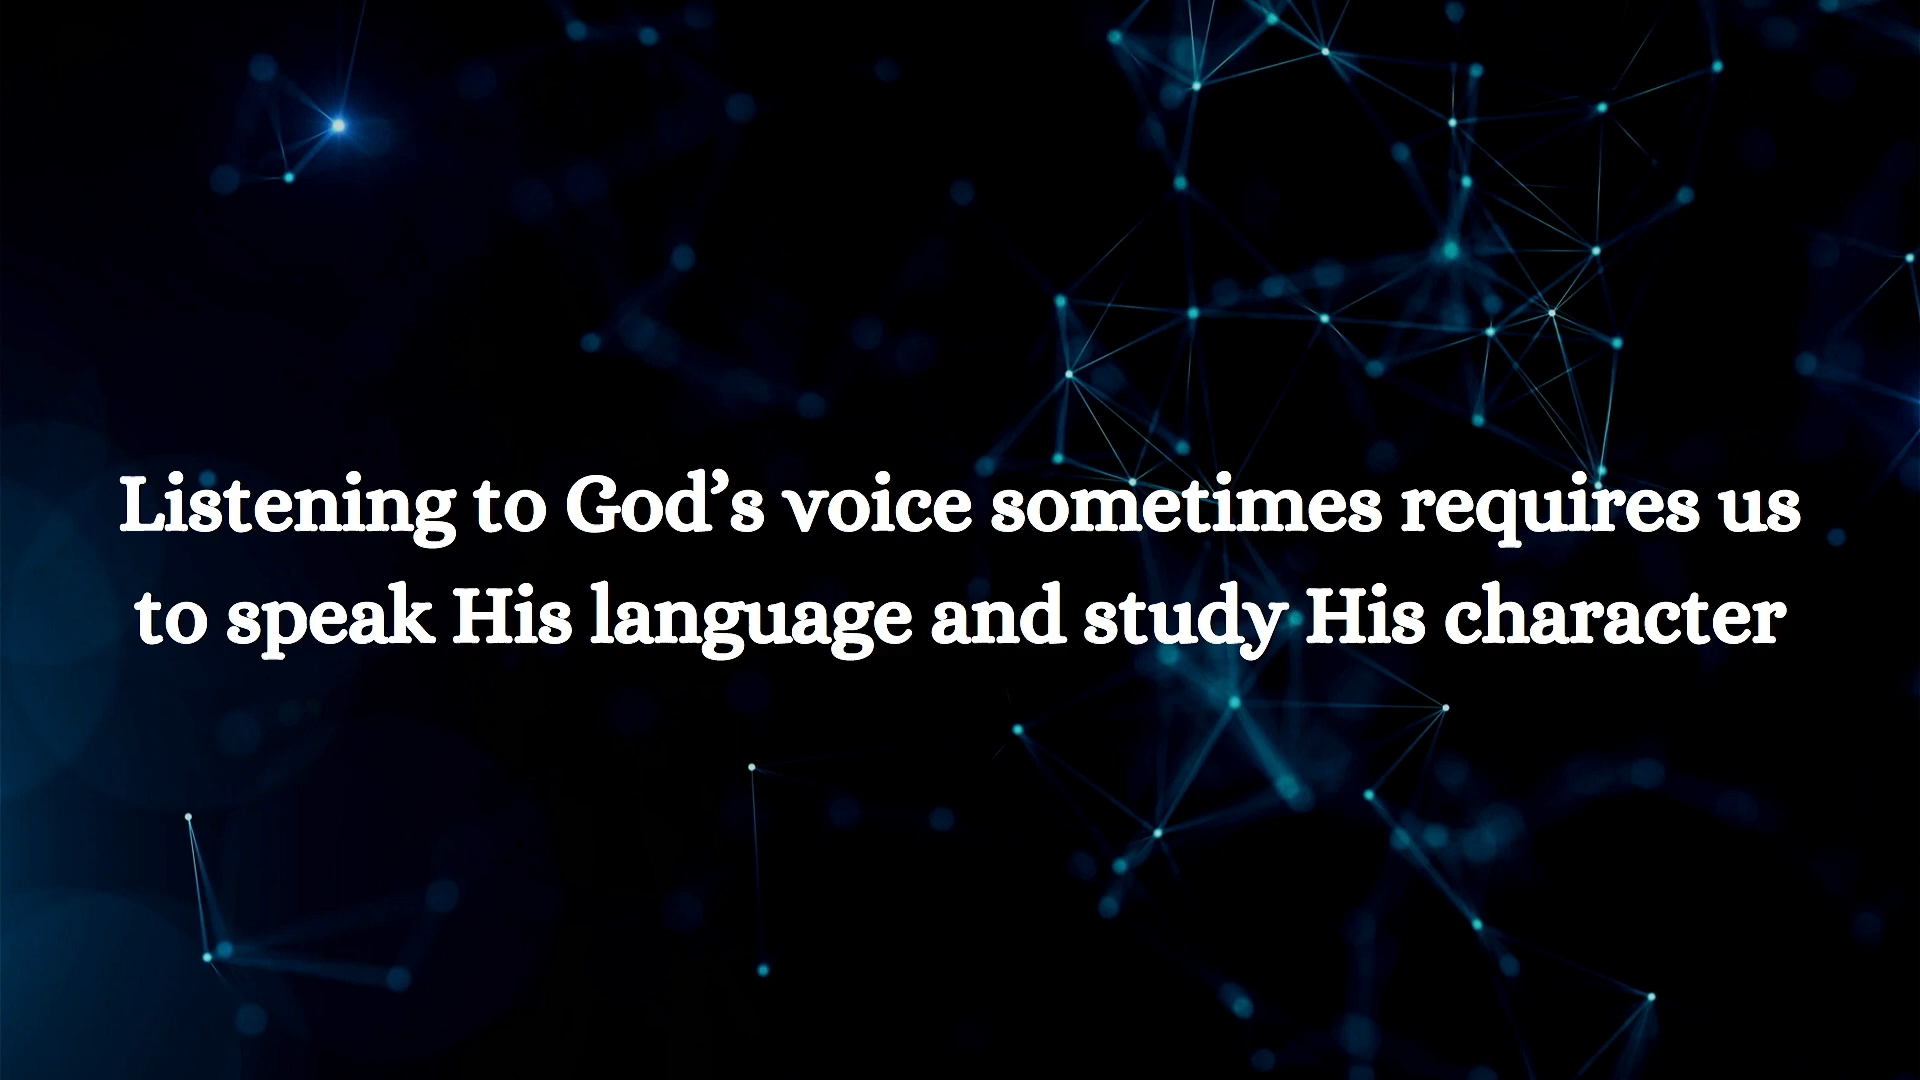 Listening to God’s voice sometimes requires us
to speak His language and study His character